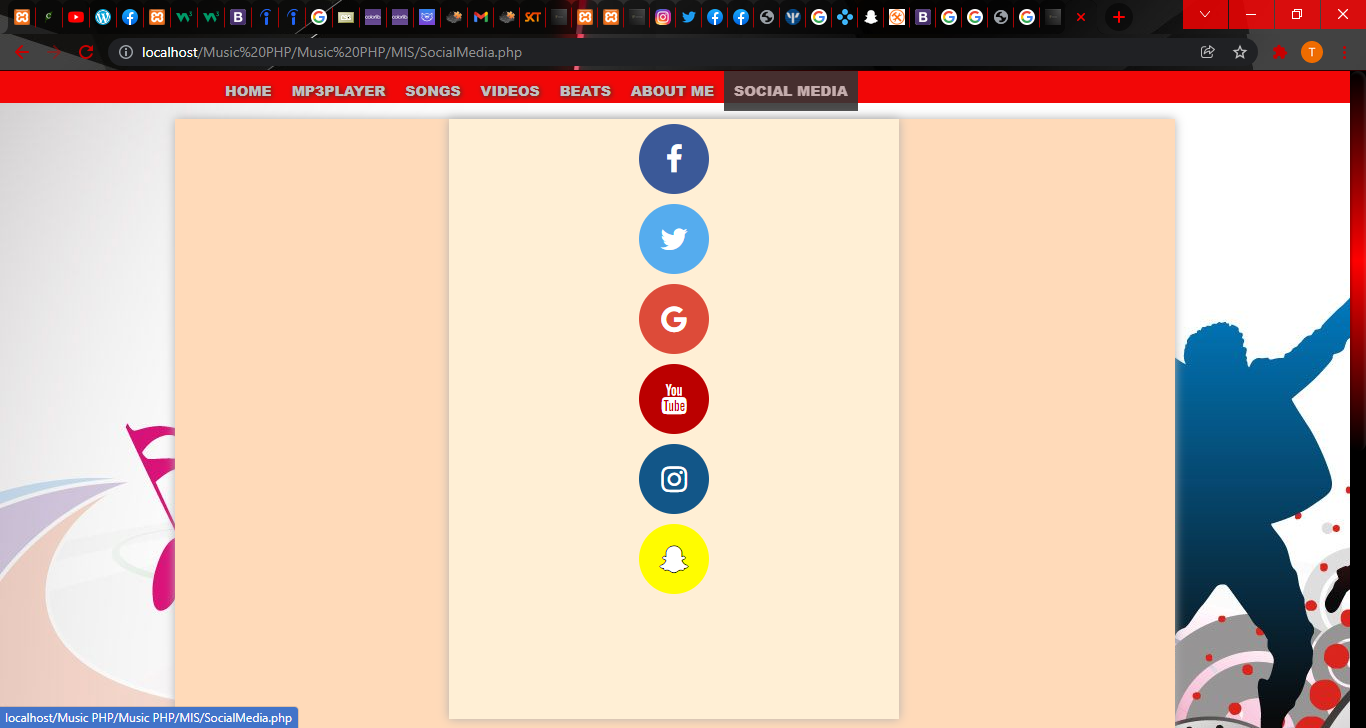 localhost/Music%20PHP/Music%20PHP/MIS/SocialMedia.php
T
HOME MP3PLAYER SONGS VIDEOS BEATS ABOUT ME SOCIAL MEDIA
You
Tube
localhost/Music PHP/Music PHP/MIS/SocialMedia.php